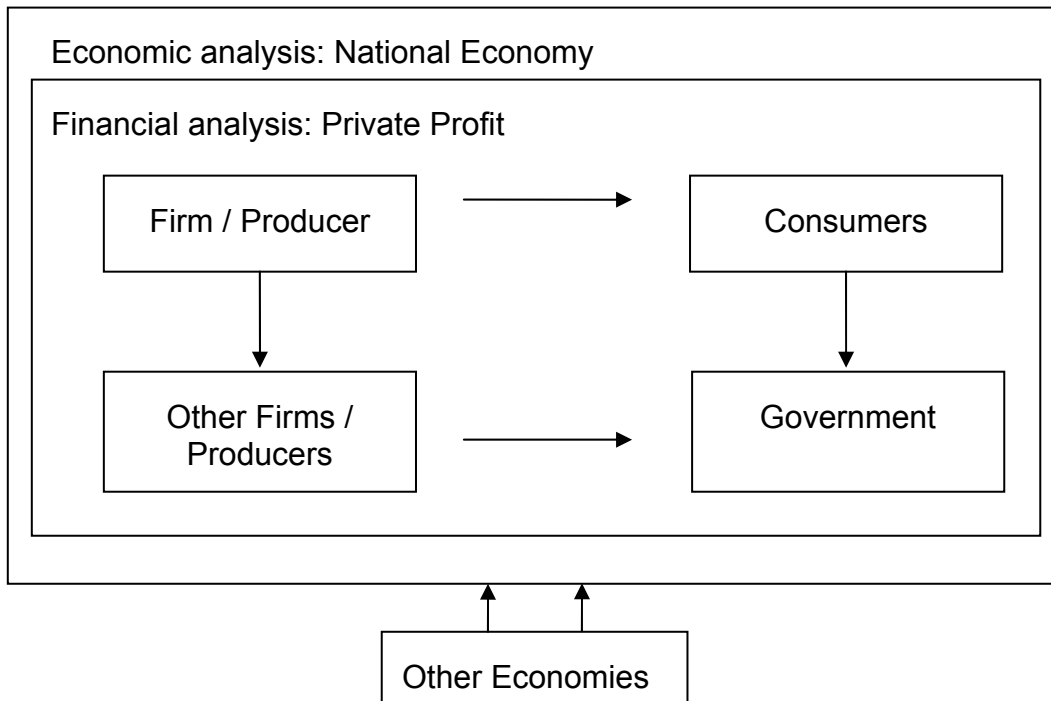 Economic analysis: National Economy
Financial analysis: Private Profit
Firm / Producer
Consumers
Other Firms /
Producers
Government
Other Economies